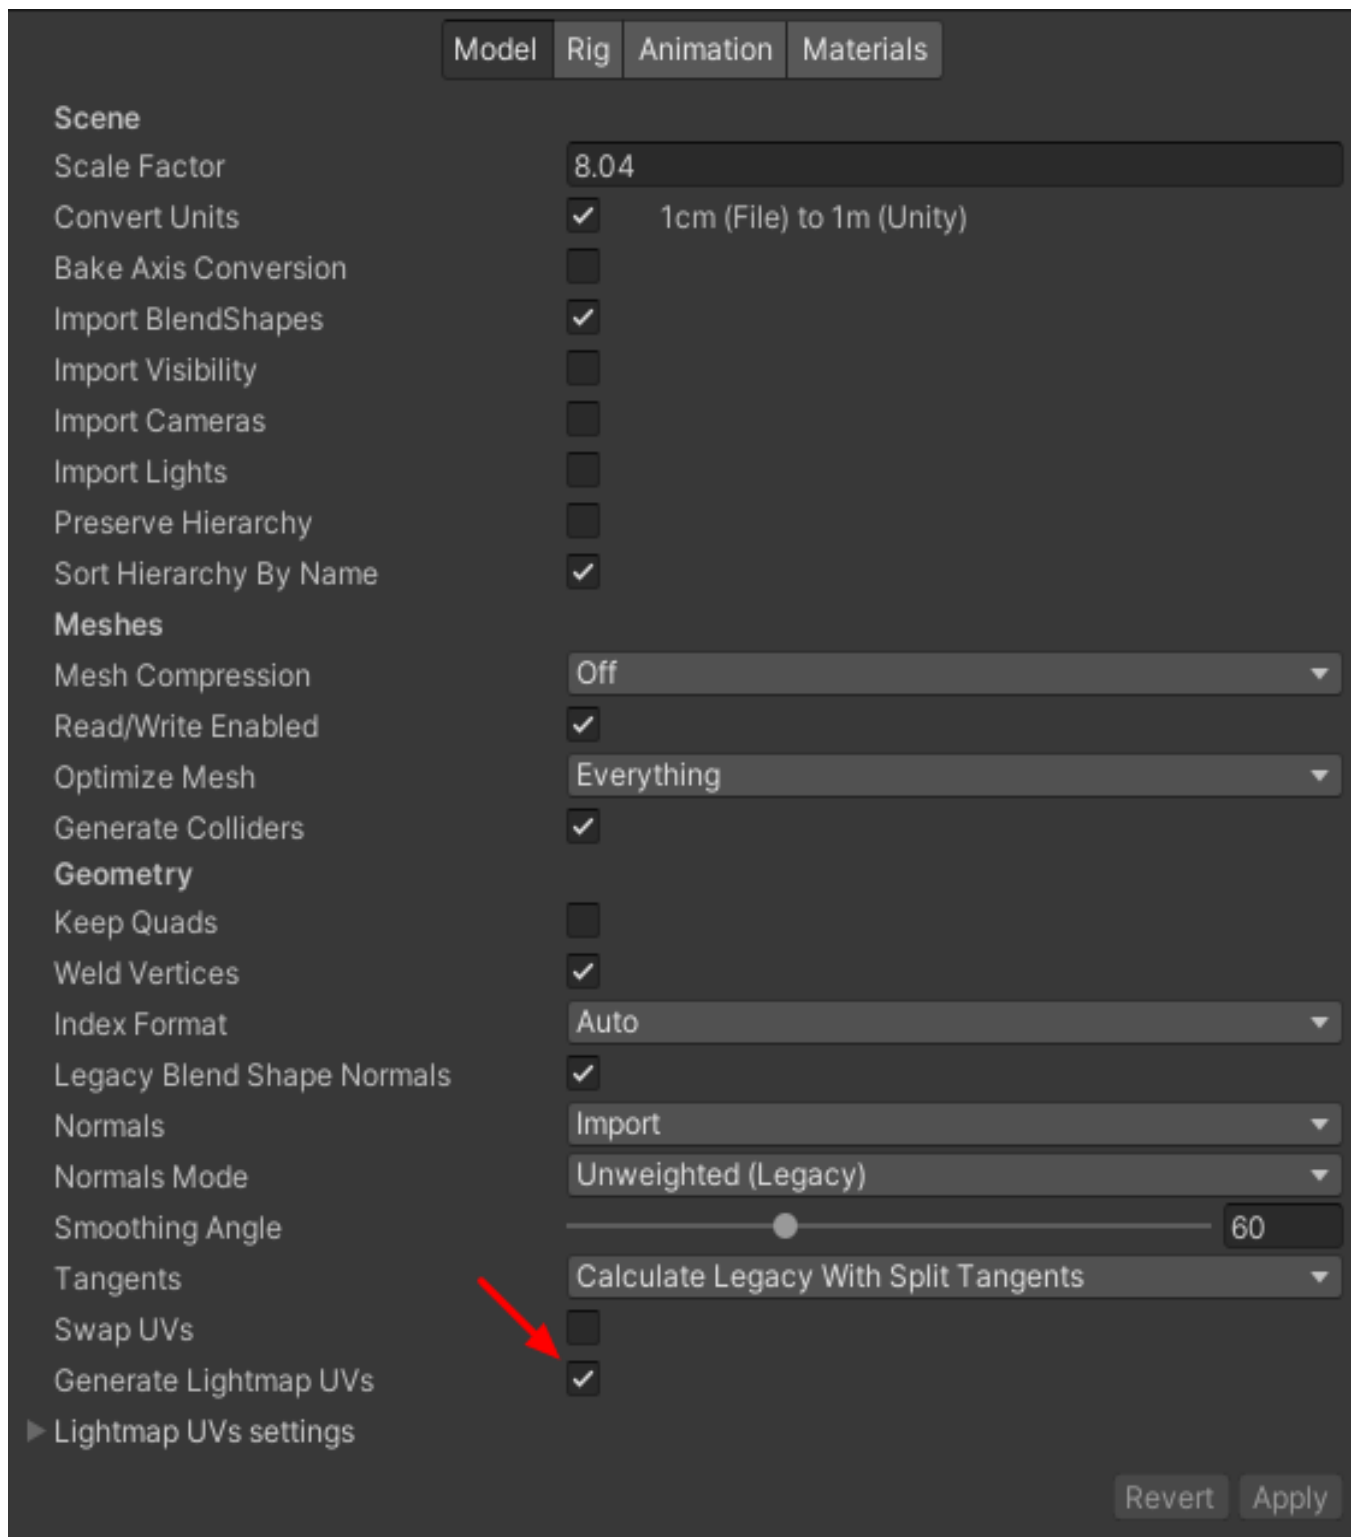 Model Rig Animation Materials
Scene
Scale Factor 8.04
Convert Units 1cm (File) to 1m (Unity)
Bake Axis Conversion
Import BlendShapes
Import Visibility
Import Cameras
Import Lights
Preserve Hierarchy
Sort Hierarchy By Name
Meshes
Mesh Compression Off
Read/Write Enabled
Optimize Mesh Everything
Generate Colliders
Geometry
Keep Quads
Weld Vertices
Index Format Auto
Legacy Blend Shape Normals
Normals Import
Normals Mode Unweighted (Legacy)
Smoothing Angle 60
Tangents Calculate Legacy With Split Tangents
Swap UVs
Generate Lightmap UVs
Lightmap UVs settings
Revert Apply